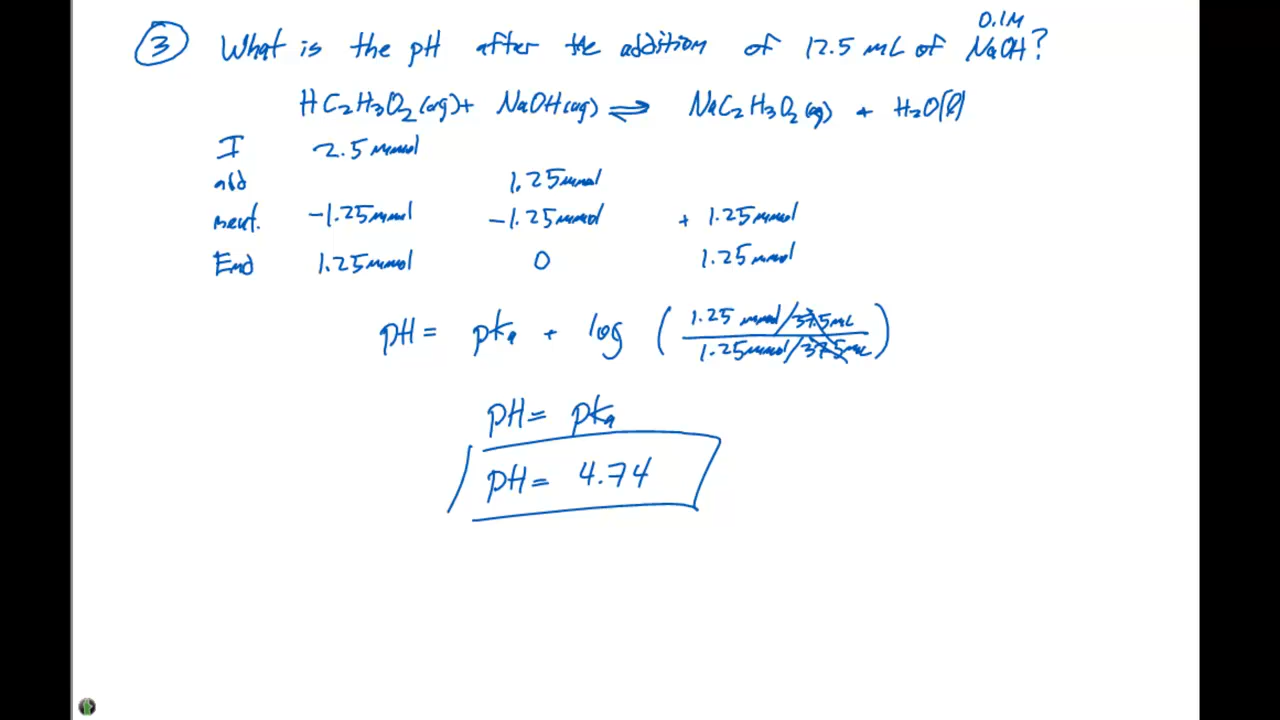 0.1M
③ What is the pH after the addition of 12.5 mL of NaOH?
HC₂H₃O₂(aq) + NaOH(aq) ⇌ NaC₂H₃O₂(aq) + H₂O(l)
I 2.5 mmol
add 1.25 mmol
neut. -1.25 mmol -1.25 mmol + 1.25 mmol
End 1.25 mmol 0 1.25 mmol
pH = pKa + log (1.25 mmol/37.5 mL
1.25 mmol/37.5 mL)
pH = pKa
pH = 4.74